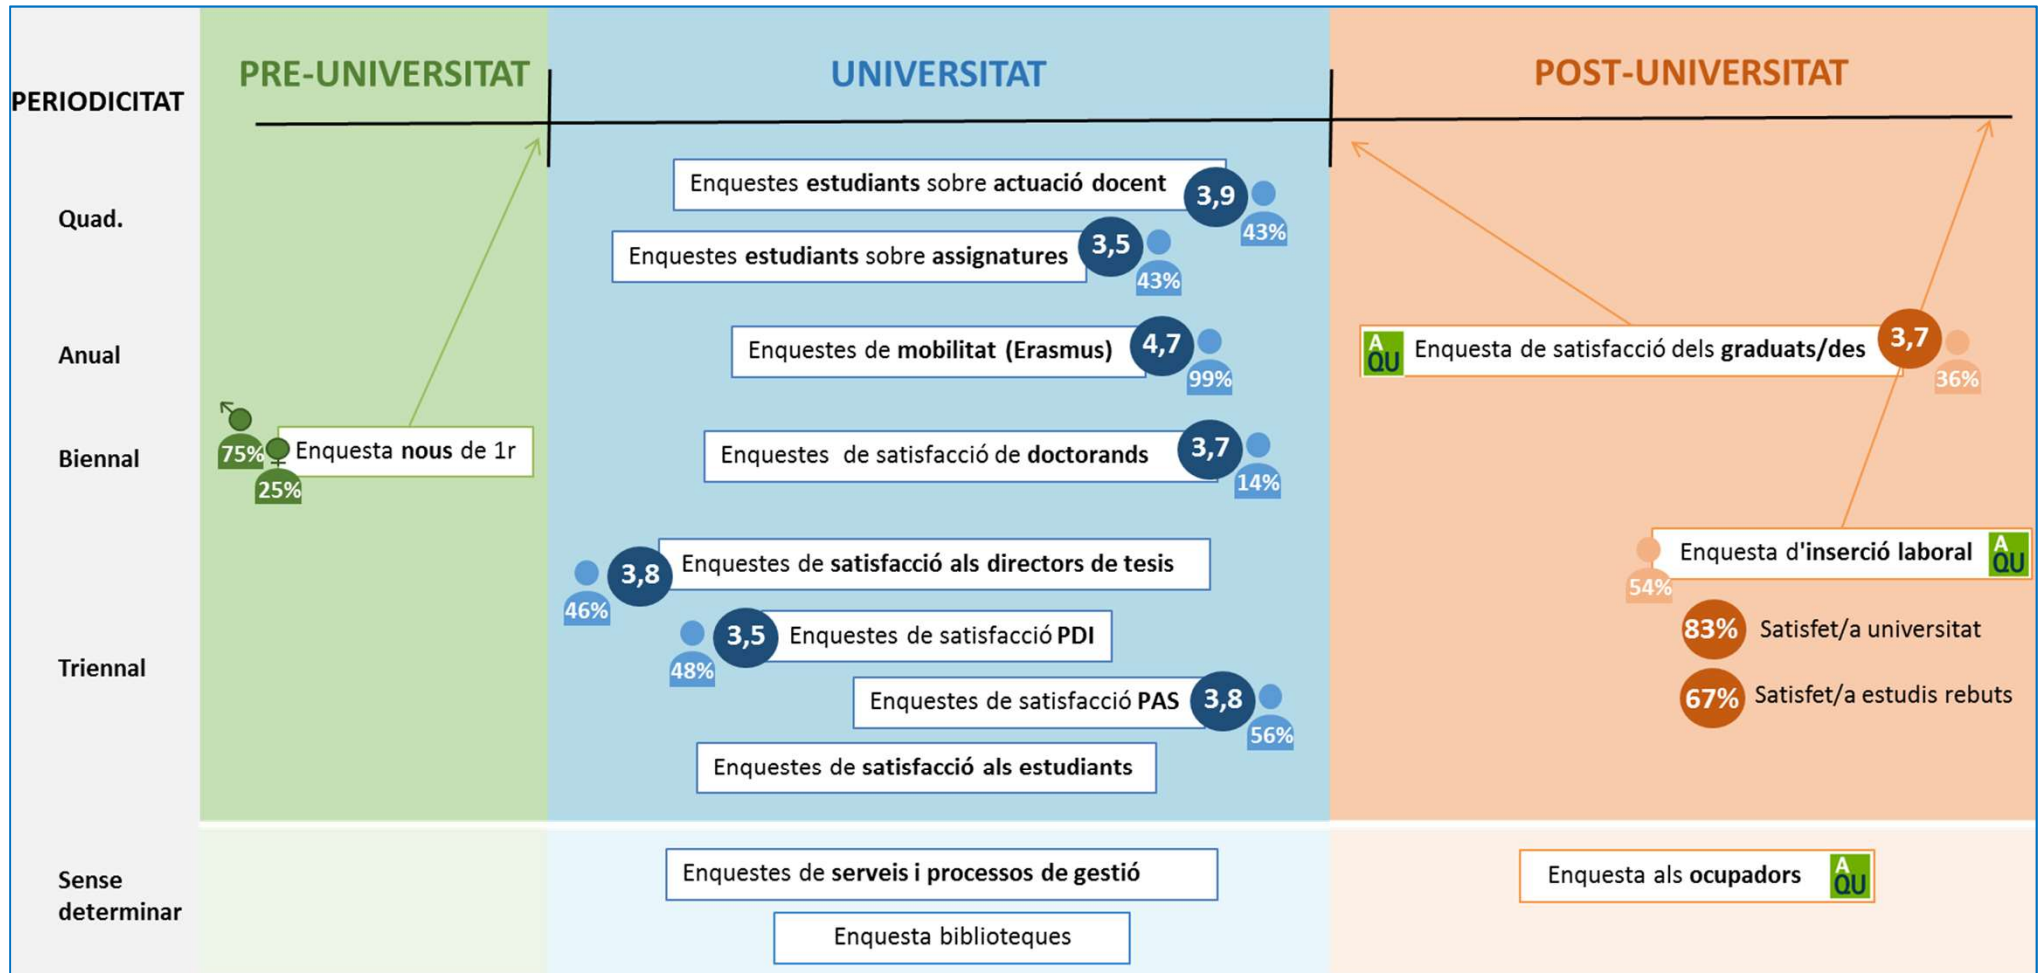 PRE-UNIVERSITAT
UNIVERSITAT
POST-UNIVERSITAT
PERIODICITAT
Quad.
Enquestes estudiants sobre actuació docent
3,9
43%
Enquestes estudiants sobre assignatures
3,5
43%
Anual
Enquestes de mobilitat (Erasmus)
4,7
99%
A
QU
Enquesta de satisfacció dels graduats/des
3,7
36%
Biennal
75%
25%
Enquesta nous de 1r
Enquestes de satisfacció de doctorands
3,7
14%
Triennal
46%
3,8
Enquestes de satisfacció als directors de tesis
48%
3,5
Enquestes de satisfacció PDI
Enquestes de satisfacció PAS
3,8
56%
Enquestes de satisfacció als estudiants
54%
Enquesta d'inserció laboral
A
QU
83%
Satisfet/a universitat
67%
Satisfet/a estudis rebuts
Sense
determinar
Enquestes de serveis i processos de gestió
Enquesta biblioteques
Enquesta als ocupadors
A
QU